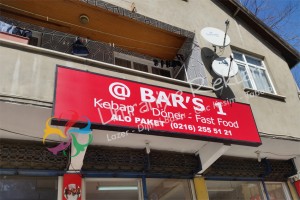 @ BAR'S 1
Kebap - Döner - Fast Food
ALO PAKET (0216) 255 51 21